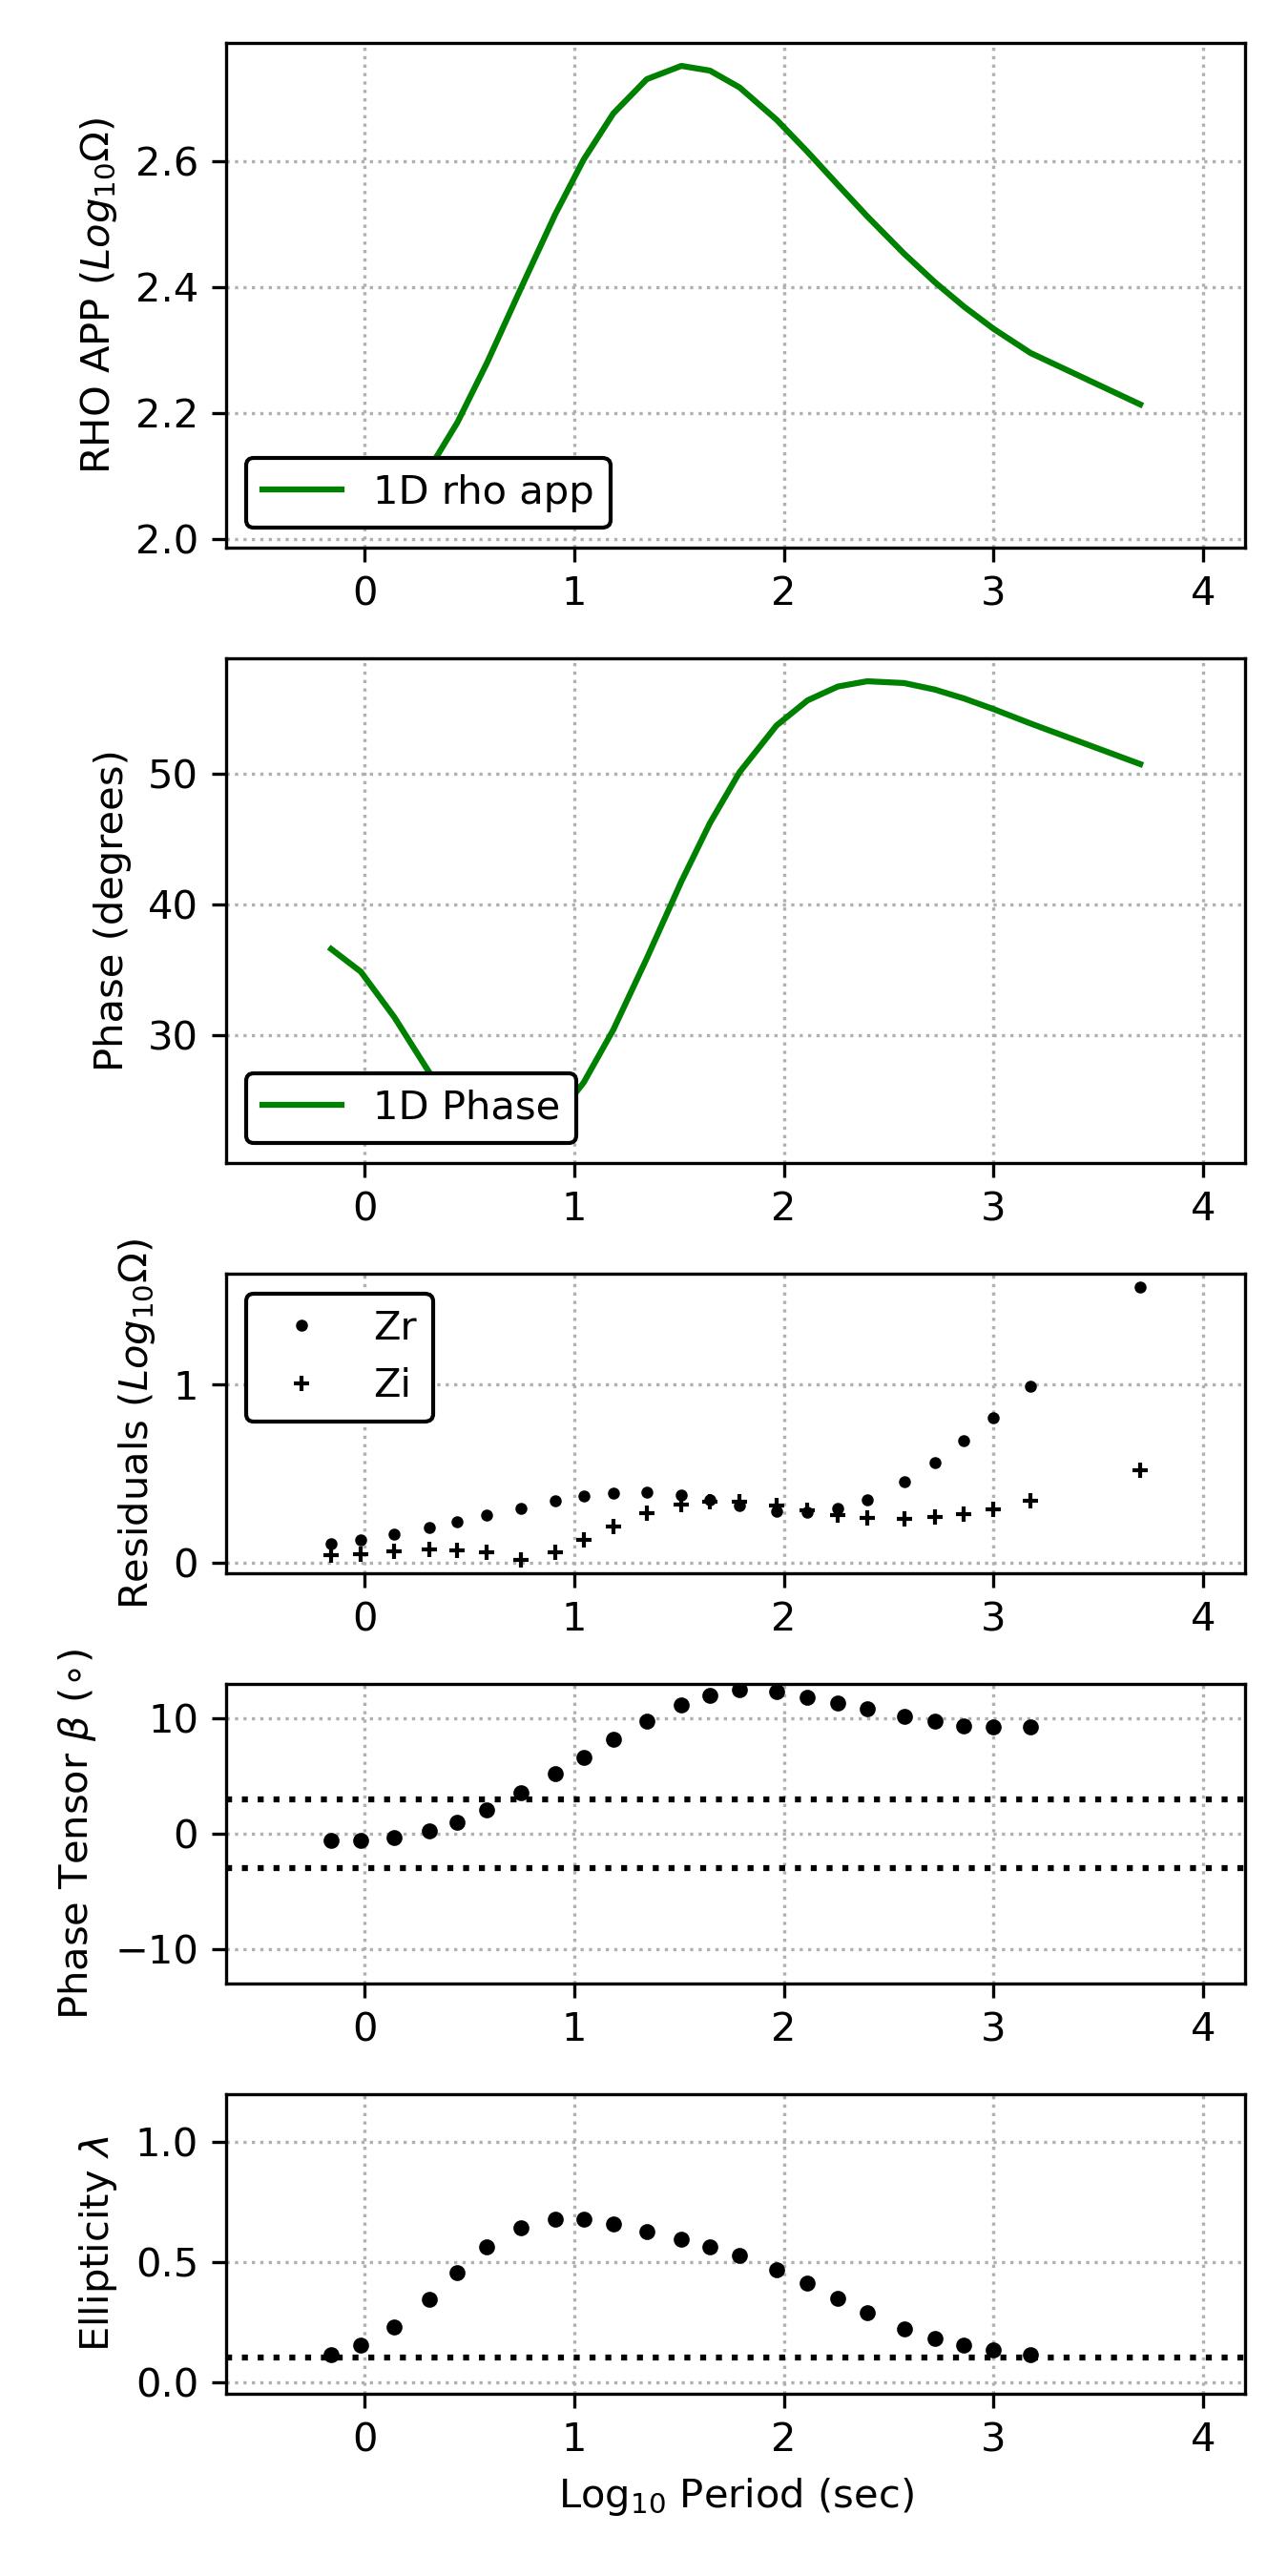 RHO APP (Log₁₀Ω)
2.6
2.4
2.2
2.0
1D rho app
0 1 2 3 4
Phase (degrees)
50
40
30
1D Phase
0 1 2 3 4
Residuals (Log₁₀Ω)
1
0
Zr
Zi
0 1 2 3 4
Phase Tensor β (∘)
10
0
−10
0 1 2 3 4
Ellipticity λ
1.0
0.5
0.0
0 1 2 3 4
Log₁₀ Period (sec)